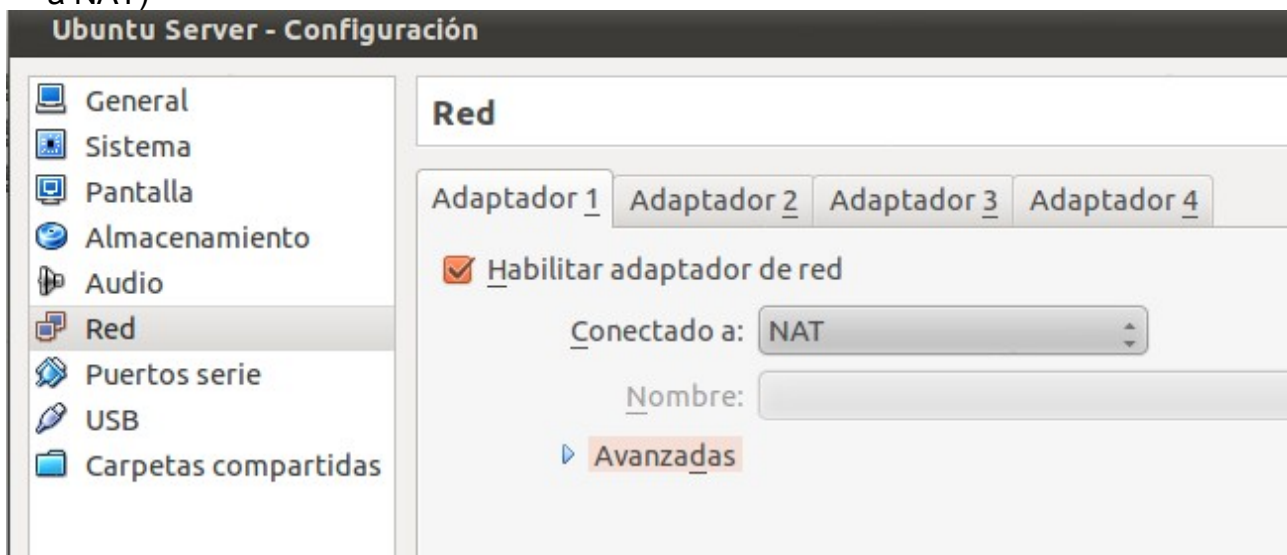 a NAT)
Ubuntu Server - Configuración
General
Sistema
Pantalla
Almacenamiento
Audio
Red
Puertos serie
USB
Carpetas compartidas
Red
Adaptador 1 Adaptador 2 Adaptador 3 Adaptador 4
Habilitar adaptador de red
Conectado a: NAT
Nombre:
Avanzadas